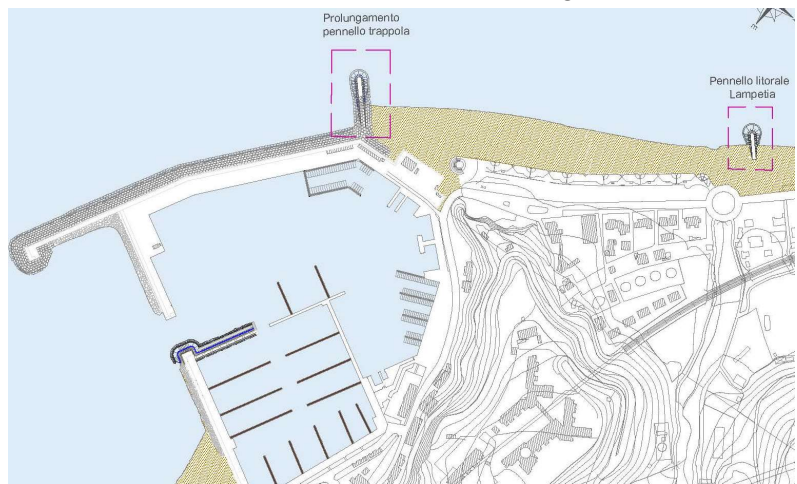 Prolungamento
pennello trappola
Pennello litorale
Lampetia